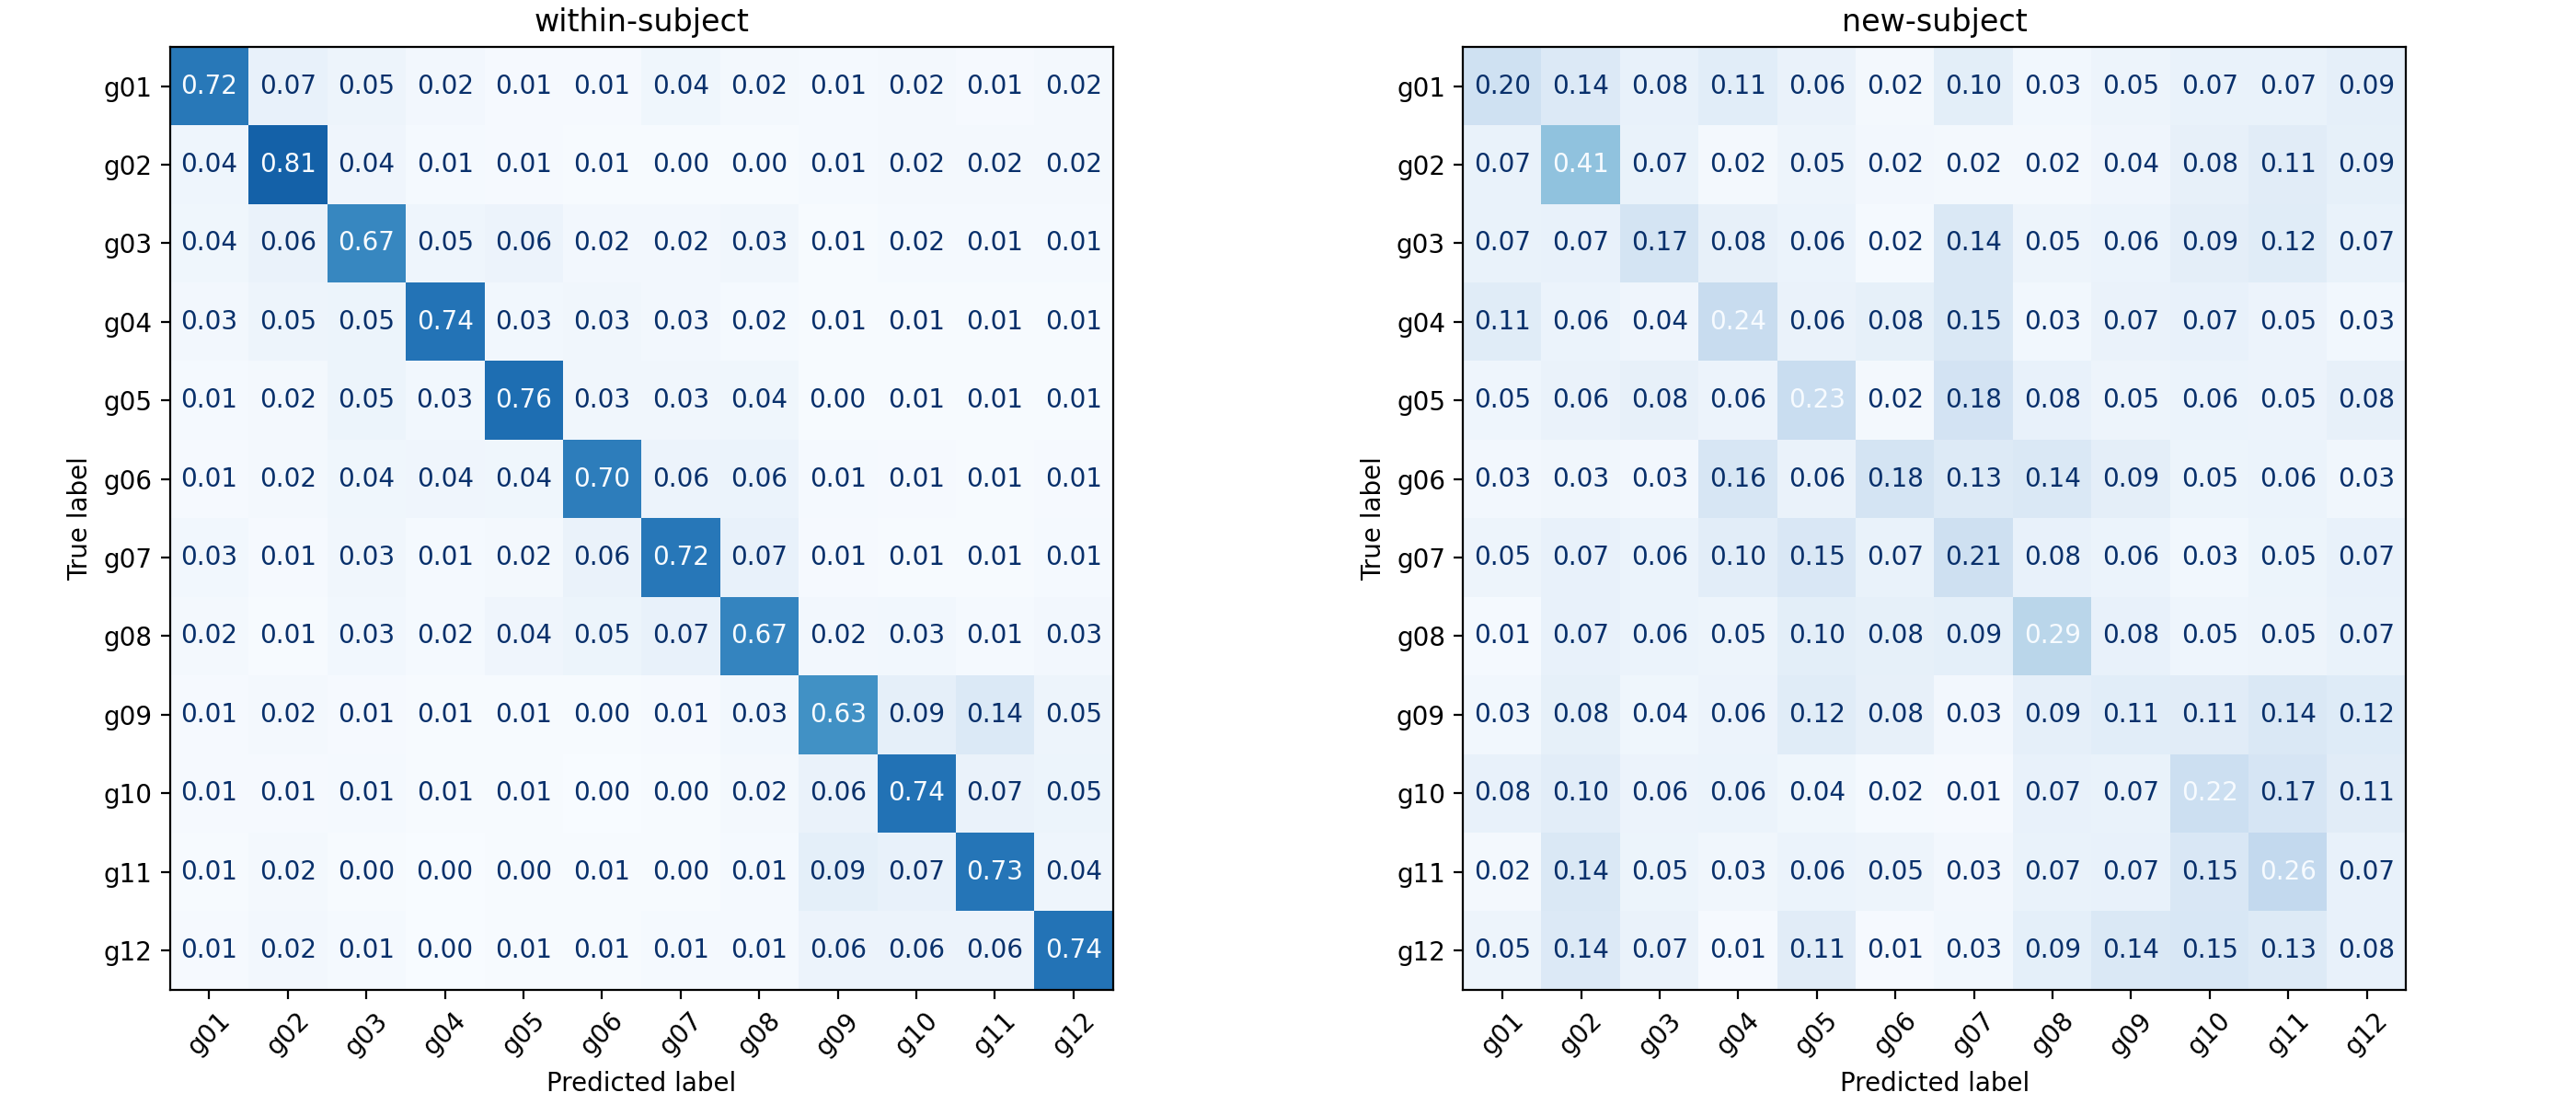 within-subject
g01 0.72 0.07 0.05 0.02 0.01 0.01 0.04 0.02 0.01 0.02 0.01 0.02
g02 0.04 0.81 0.04 0.01 0.01 0.01 0.00 0.00 0.01 0.02 0.02 0.02
g03 0.04 0.06 0.67 0.05 0.06 0.02 0.02 0.03 0.01 0.02 0.01 0.01
g04 0.03 0.05 0.05 0.74 0.03 0.03 0.03 0.02 0.01 0.01 0.01 0.01
g05 0.01 0.02 0.05 0.03 0.76 0.03 0.03 0.04 0.00 0.01 0.01 0.01
g06 0.01 0.02 0.04 0.04 0.04 0.70 0.06 0.06 0.01 0.01 0.01 0.01
g07 0.03 0.01 0.03 0.01 0.02 0.06 0.72 0.07 0.01 0.01 0.01 0.01
g08 0.02 0.01 0.03 0.02 0.04 0.05 0.07 0.67 0.02 0.03 0.01 0.03
g09 0.01 0.02 0.01 0.01 0.01 0.00 0.01 0.03 0.63 0.09 0.14 0.05
g10 0.01 0.01 0.01 0.01 0.01 0.00 0.00 0.02 0.06 0.74 0.07 0.05
g11 0.01 0.02 0.00 0.00 0.00 0.01 0.00 0.01 0.09 0.07 0.73 0.04
g12 0.01 0.02 0.01 0.00 0.01 0.01 0.01 0.01 0.06 0.06 0.06 0.74
g01 g02 g03 g04 g05 g06 g07 g08 g09 g10 g11 g12
True label
Predicted label
new-subject
g01 0.20 0.14 0.08 0.11 0.06 0.02 0.10 0.03 0.05 0.07 0.07 0.09
g02 0.07 0.41 0.07 0.02 0.05 0.02 0.02 0.02 0.04 0.08 0.11 0.09
g03 0.07 0.07 0.17 0.08 0.06 0.02 0.14 0.05 0.06 0.09 0.12 0.07
g04 0.11 0.06 0.04 0.24 0.06 0.08 0.15 0.03 0.07 0.07 0.05 0.03
g05 0.05 0.06 0.08 0.06 0.23 0.02 0.18 0.08 0.05 0.06 0.05 0.08
g06 0.03 0.03 0.03 0.16 0.06 0.18 0.13 0.14 0.09 0.05 0.06 0.03
g07 0.05 0.07 0.06 0.10 0.15 0.07 0.21 0.08 0.06 0.03 0.05 0.07
g08 0.01 0.07 0.06 0.05 0.10 0.08 0.09 0.29 0.08 0.05 0.05 0.07
g09 0.03 0.08 0.04 0.06 0.12 0.08 0.03 0.09 0.11 0.11 0.14 0.12
g10 0.08 0.10 0.06 0.06 0.04 0.02 0.01 0.07 0.07 0.22 0.17 0.11
g11 0.02 0.14 0.05 0.03 0.06 0.05 0.03 0.07 0.07 0.15 0.26 0.07
g12 0.05 0.14 0.07 0.01 0.11 0.01 0.03 0.09 0.14 0.15 0.13 0.08
g01 g02 g03 g04 g05 g06 g07 g08 g09 g10 g11 g12
True label
Predicted label